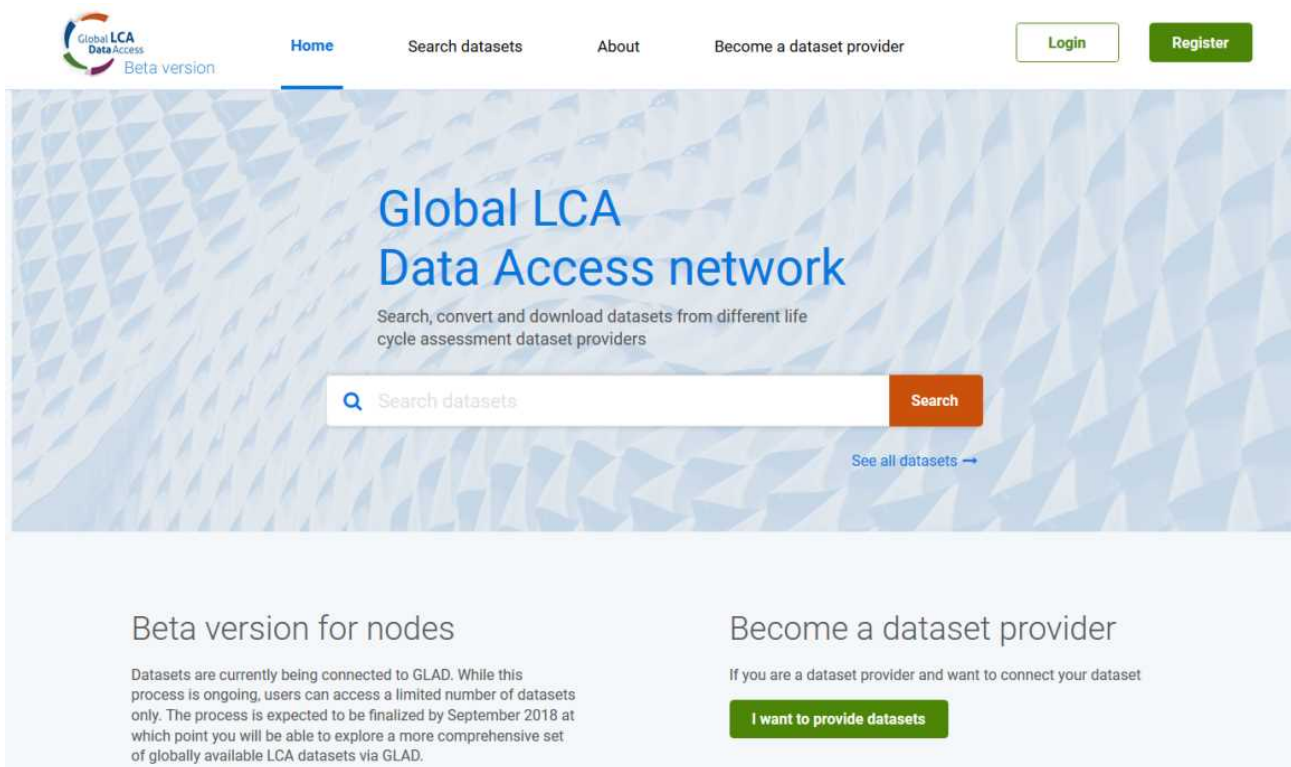 Global LCA
Data Access
Beta version
Home
Search datasets
About
Become a dataset provider
Login
Register
Global LCA
Data Access network
Search, convert and download datasets from different life
cycle assessment dataset providers
Search datasets
Search
See all datasets →
Beta version for nodes
Datasets are currently being connected to GLAD. While this
process is ongoing, users can access a limited number of datasets
only. The process is expected to be finalized by September 2018 at
which point you will be able to explore a more comprehensive set
of globally available LCA datasets via GLAD.
Become a dataset provider
If you are a dataset provider and want to connect your dataset
I want to provide datasets